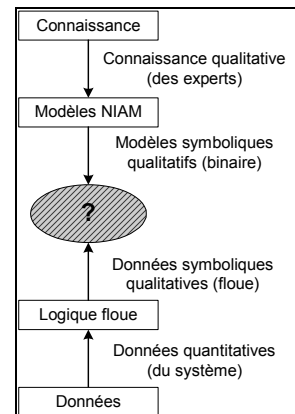 Connaissance
Connaissance qualitative
(des experts)
Modèles NIAM
Modèles symboliques
qualitatifs (binaire)
?
Données symboliques
qualitatives (floue)
Logique floue
Données quantitatives
(du système)
Données